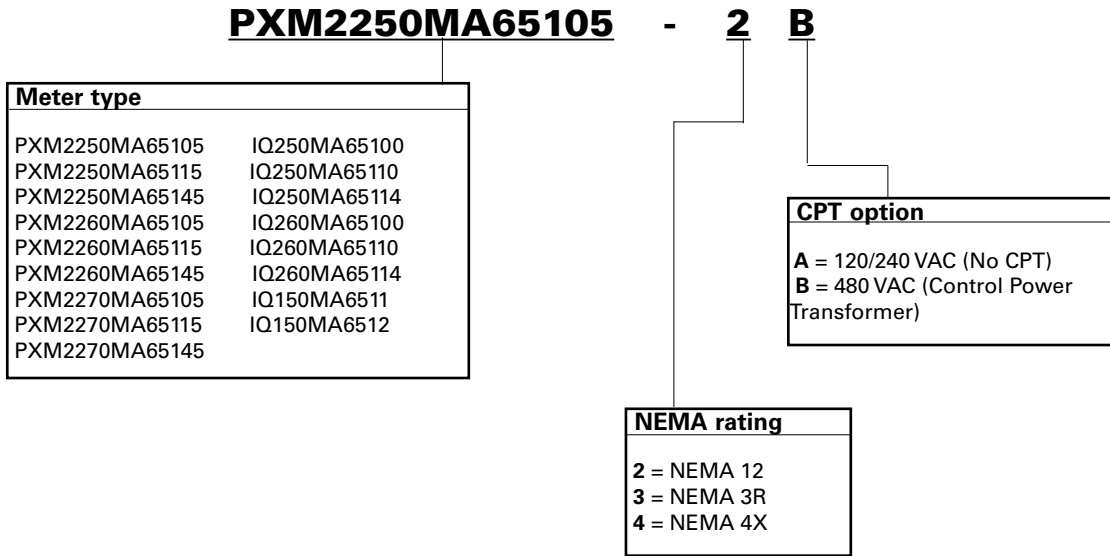 PXM2250MA65105 - 2 B
Meter type
PXM2250MA65105 IQ250MA65100
PXM2250MA65115 IQ250MA65110
PXM2250MA65145 IQ250MA65114
PXM2260MA65105 IQ260MA65100
PXM2260MA65115 IQ260MA65110
PXM2260MA65145 IQ260MA65114
PXM2270MA65105 IQ150MA6511
PXM2270MA65115 IQ150MA6512
PXM2270MA65145
CPT option
A = 120/240 VAC (No CPT)
B = 480 VAC (Control Power
Transformer)
NEMA rating
2 = NEMA 12
3 = NEMA 3R
4 = NEMA 4X